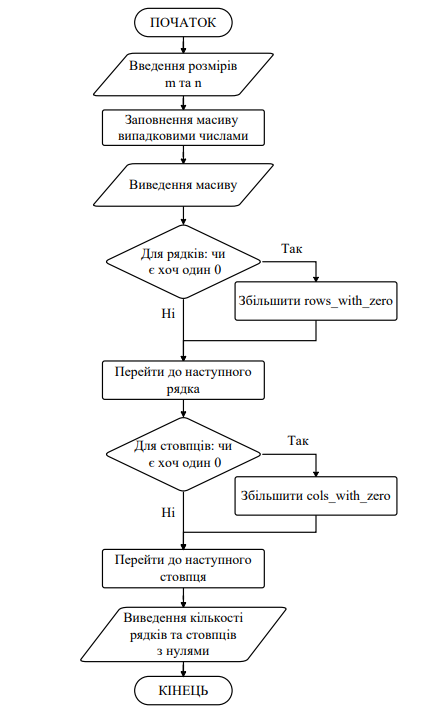 ПОЧАТОК
Введення розмірів
m та n
Заповнення масиву
випадковими числами
Виведення масиву
Для рядків: чи
є хоч один 0
Так
Збільшити rows_with_zero
Ні
Перейти до наступного
рядка
Для стовпців: чи
є хоч один 0
Так
Збільшити cols_with_zero
Ні
Перейти до наступного
стовпця
Виведення кількості
рядків та стовпців
з нулями
КІНЕЦЬ